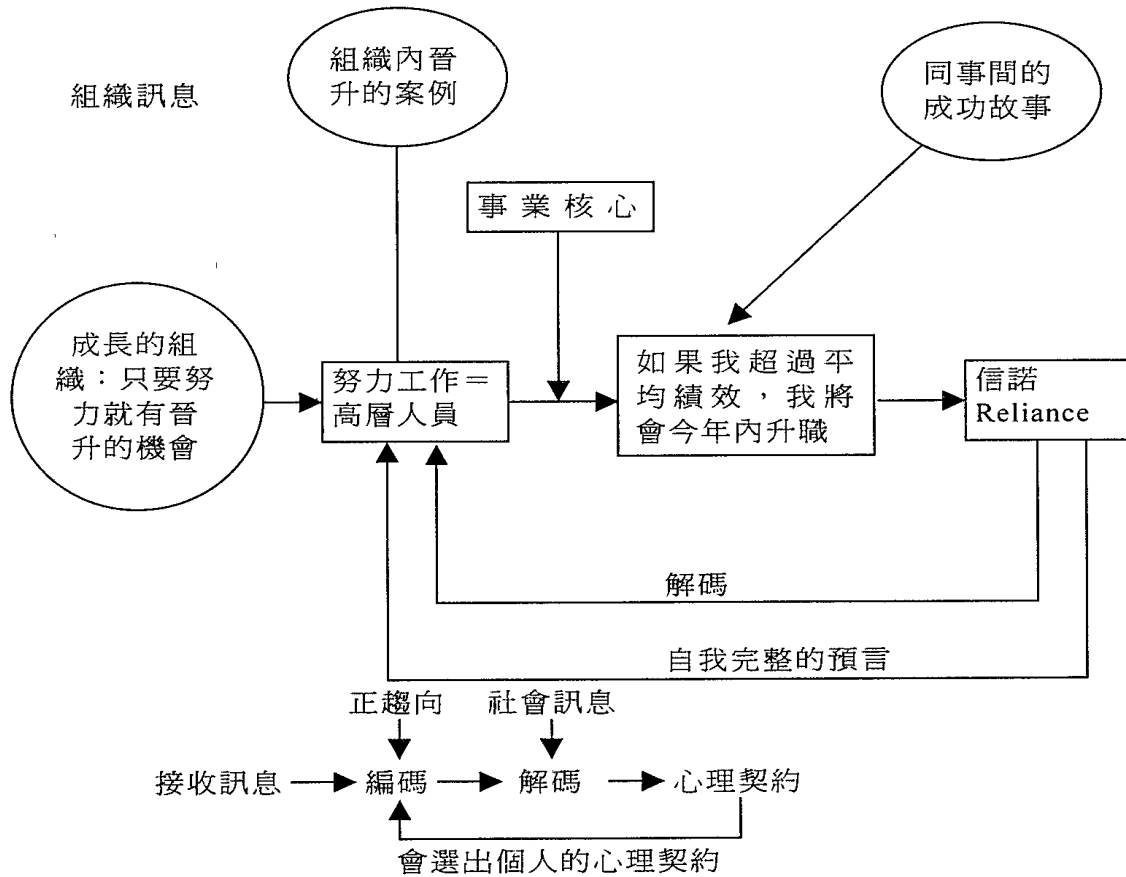 組織訊息
組織內晉
升的案例
同事間的
成功故事
事業核心
成長的組
織：只要努
力就有晉
升的機會
努力工作＝
高層人員
如果我超過平
均績效，我將
會今年內升職
信諾
Reliance
解碼
自我完整的預言
正趨向
社會訊息
接收訊息
編碼
解碼
心理契約
會選出個人的心理契約